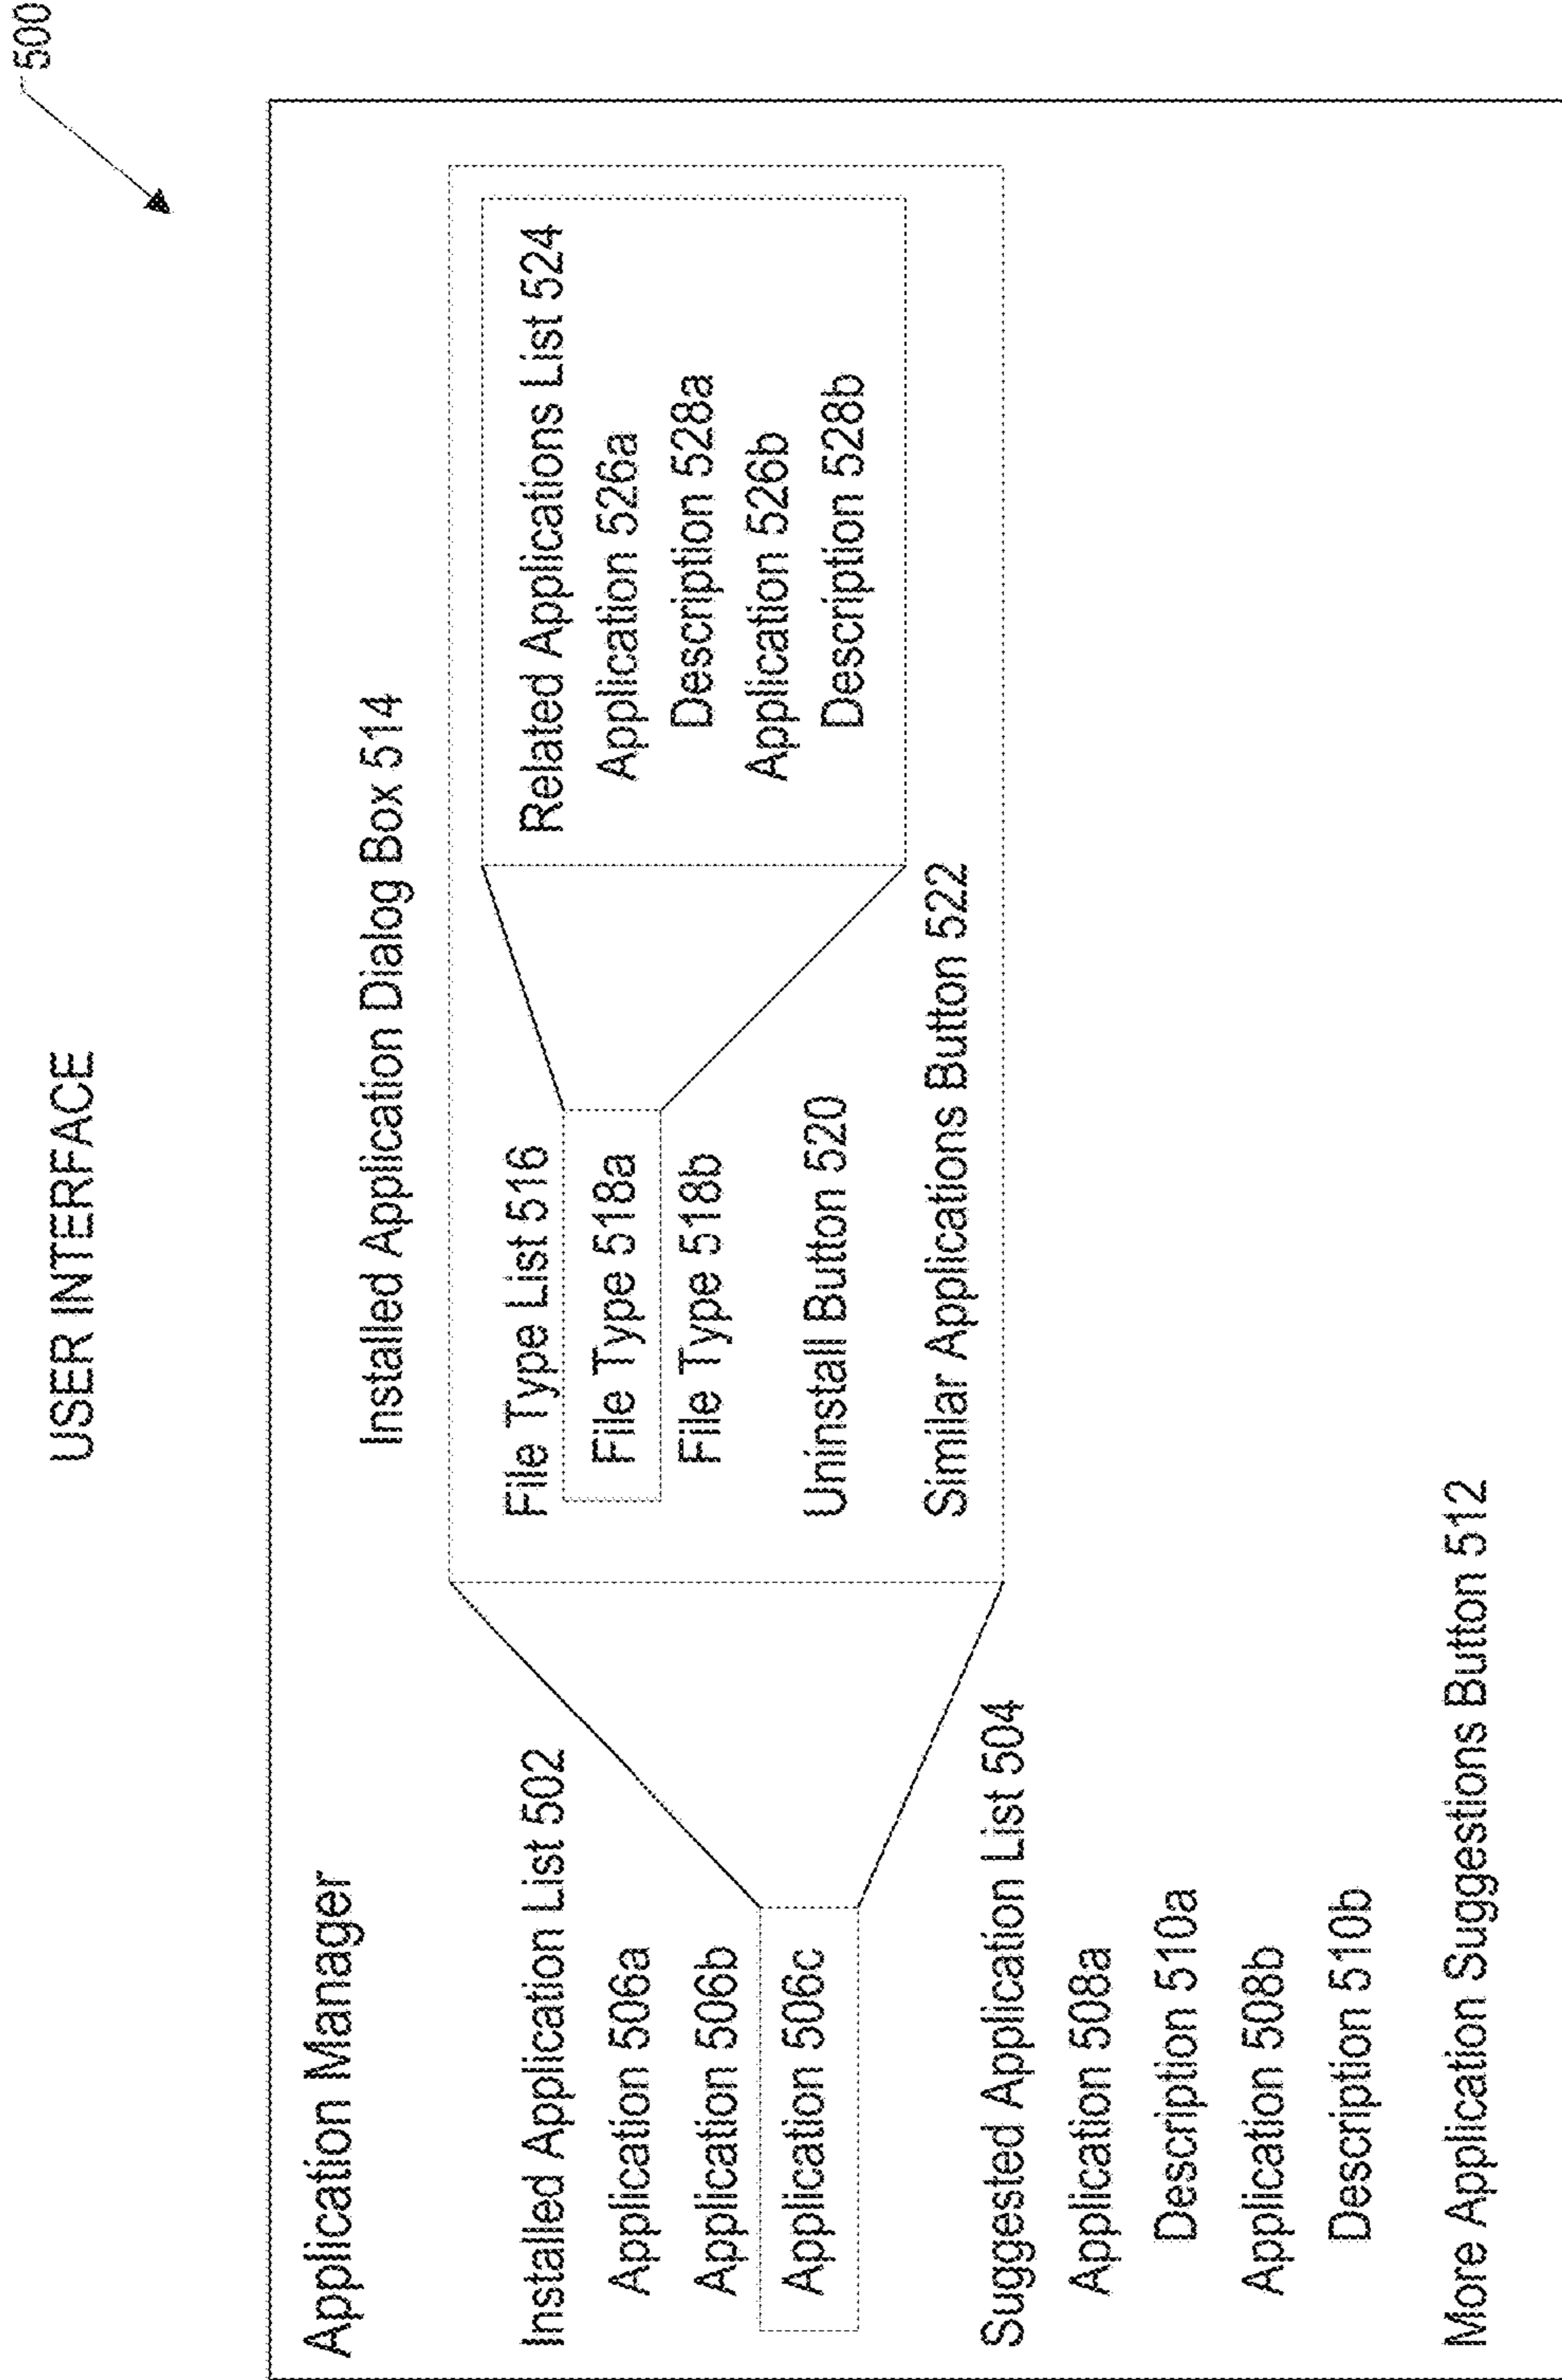 500
USER INTERFACE
Application Manager
Installed Application List 502
Application 506a
Application 506b
Application 506c
Suggested Application List 504
Application 508a
Description 510a
Application 508b
Description 510b
More Application Suggestions Button 512
Installed Application Dialog Box 514
File Type List 516
File Type 518a
File Type 518b
Uninstall Button 520
Similar Applications Button 522
Related Applications List 524
Application 526a
Description 528a
Application 526b
Description 528b